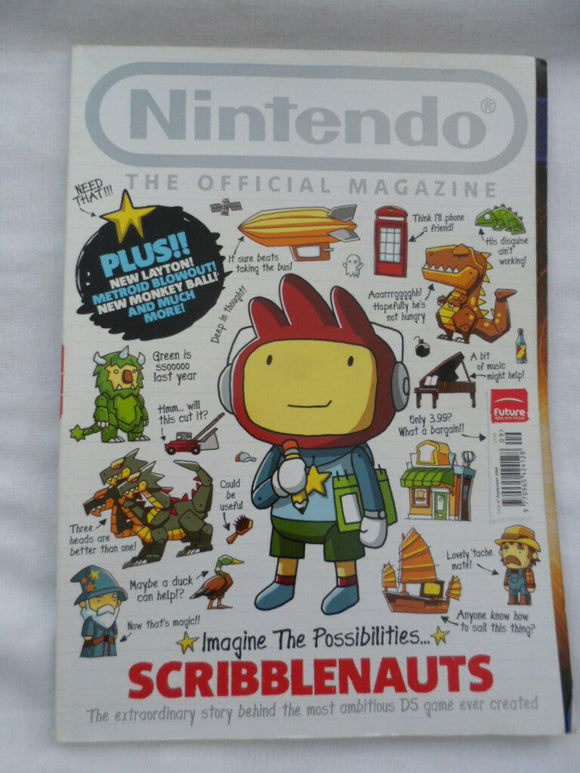 Nintendo®
THE OFFICIAL MAGAZINE
NEED
THAT!!!
PLUS!!
NEW LAYTON!
METROID BLOWOUT!
NEW MONKEY BALL!
AND MUCH
MORE!
It sure beats
taking the bus!
Think I'll phone
a friend!
His disguise
ain't
working!
Deep in thought!
Aaarrrggghh!
Hopefully he's
not hungry
Green is
ssooooo
last year
A bit
of music
might help!
Hmm... will
this cut it?
Only 3.99?
What a bargain!!
future
09>
9 770965 424128
Could
be
useful
Three
heads are
better than one!
Maybe a duck
can help!?
Lovely 'tache
mate!
Now that's magic!!
Anyone know how
to sail this thing?
Imagine The Possibilities...
SCRIBBLENAUTS
The extraordinary story behind the most ambitious DS game ever created